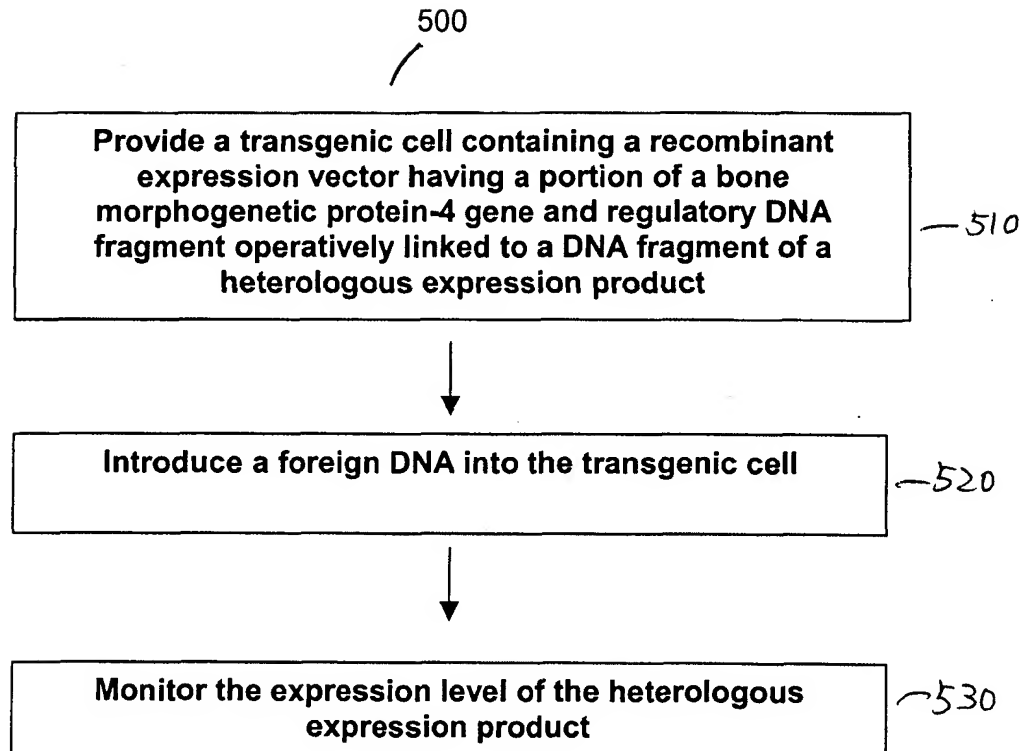 500
Provide a transgenic cell containing a recombinant
expression vector having a portion of a bone
morphogenetic protein-4 gene and regulatory DNA
fragment operatively linked to a DNA fragment of a
heterologous expression product
510
Introduce a foreign DNA into the transgenic cell
520
Monitor the expression level of the heterologous
expression product
530